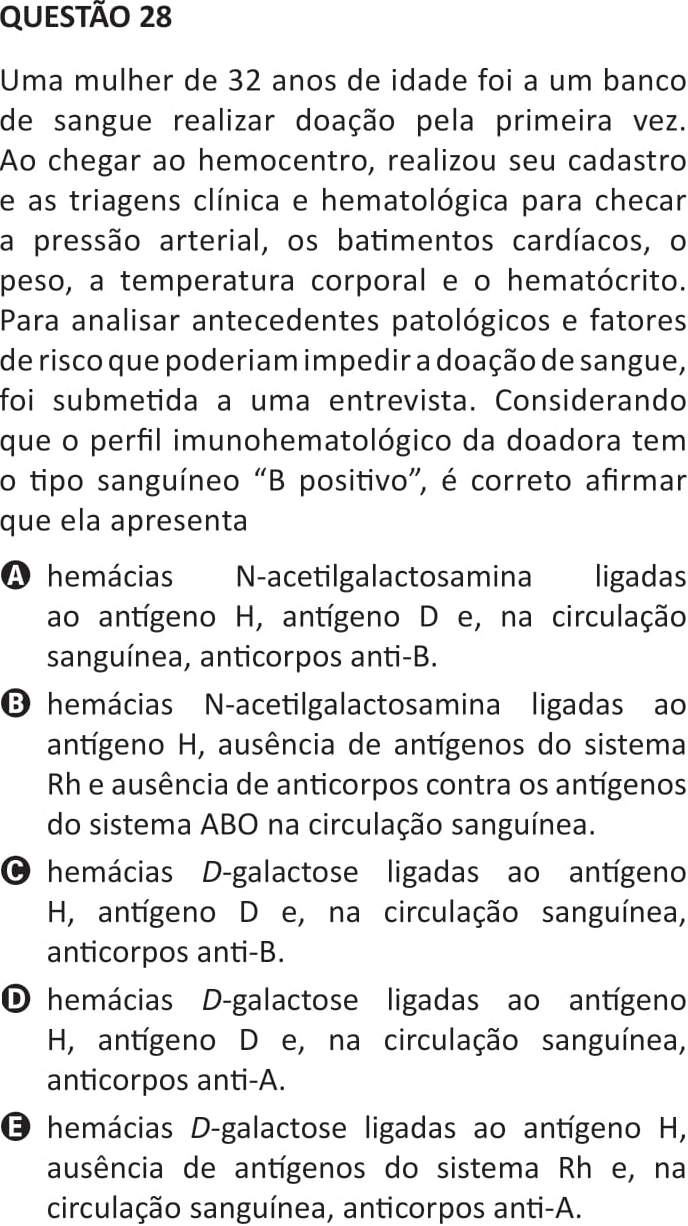 QUESTÃO 28
Uma mulher de 32 anos de idade foi a um banco
de sangue realizar doação pela primeira vez.
Ao chegar ao hemocentro, realizou seu cadastro
e as triagens clínica e hematológica para checar
a pressão arterial, os batimentos cardíacos, o
peso, a temperatura corporal e o hematócrito.
Para analisar antecedentes patológicos e fatores
de risco que poderiam impedir a doação de sangue,
foi submetida a uma entrevista. Considerando
que o perfil imunohematológico da doadora tem
o tipo sanguíneo “B positivo”, é correto afirmar
que ela apresenta
A hemácias N-acetilgalactosamina ligadas
ao antígeno H, antígeno D e, na circulação
sanguínea, anticorpos anti-B.
B hemácias N-acetilgalactosamina ligadas ao
antígeno H, ausência de antígenos do sistema
Rh e ausência de anticorpos contra os antígenos
do sistema ABO na circulação sanguínea.
C hemácias D-galactose ligadas ao antígeno
H, antígeno D e, na circulação sanguínea,
anticorpos anti-B.
D hemácias D-galactose ligadas ao antígeno
H, antígeno D e, na circulação sanguínea,
anticorpos anti-A.
E hemácias D-galactose ligadas ao antígeno H,
ausência de antígenos do sistema Rh e, na
circulação sanguínea, anticorpos anti-A.